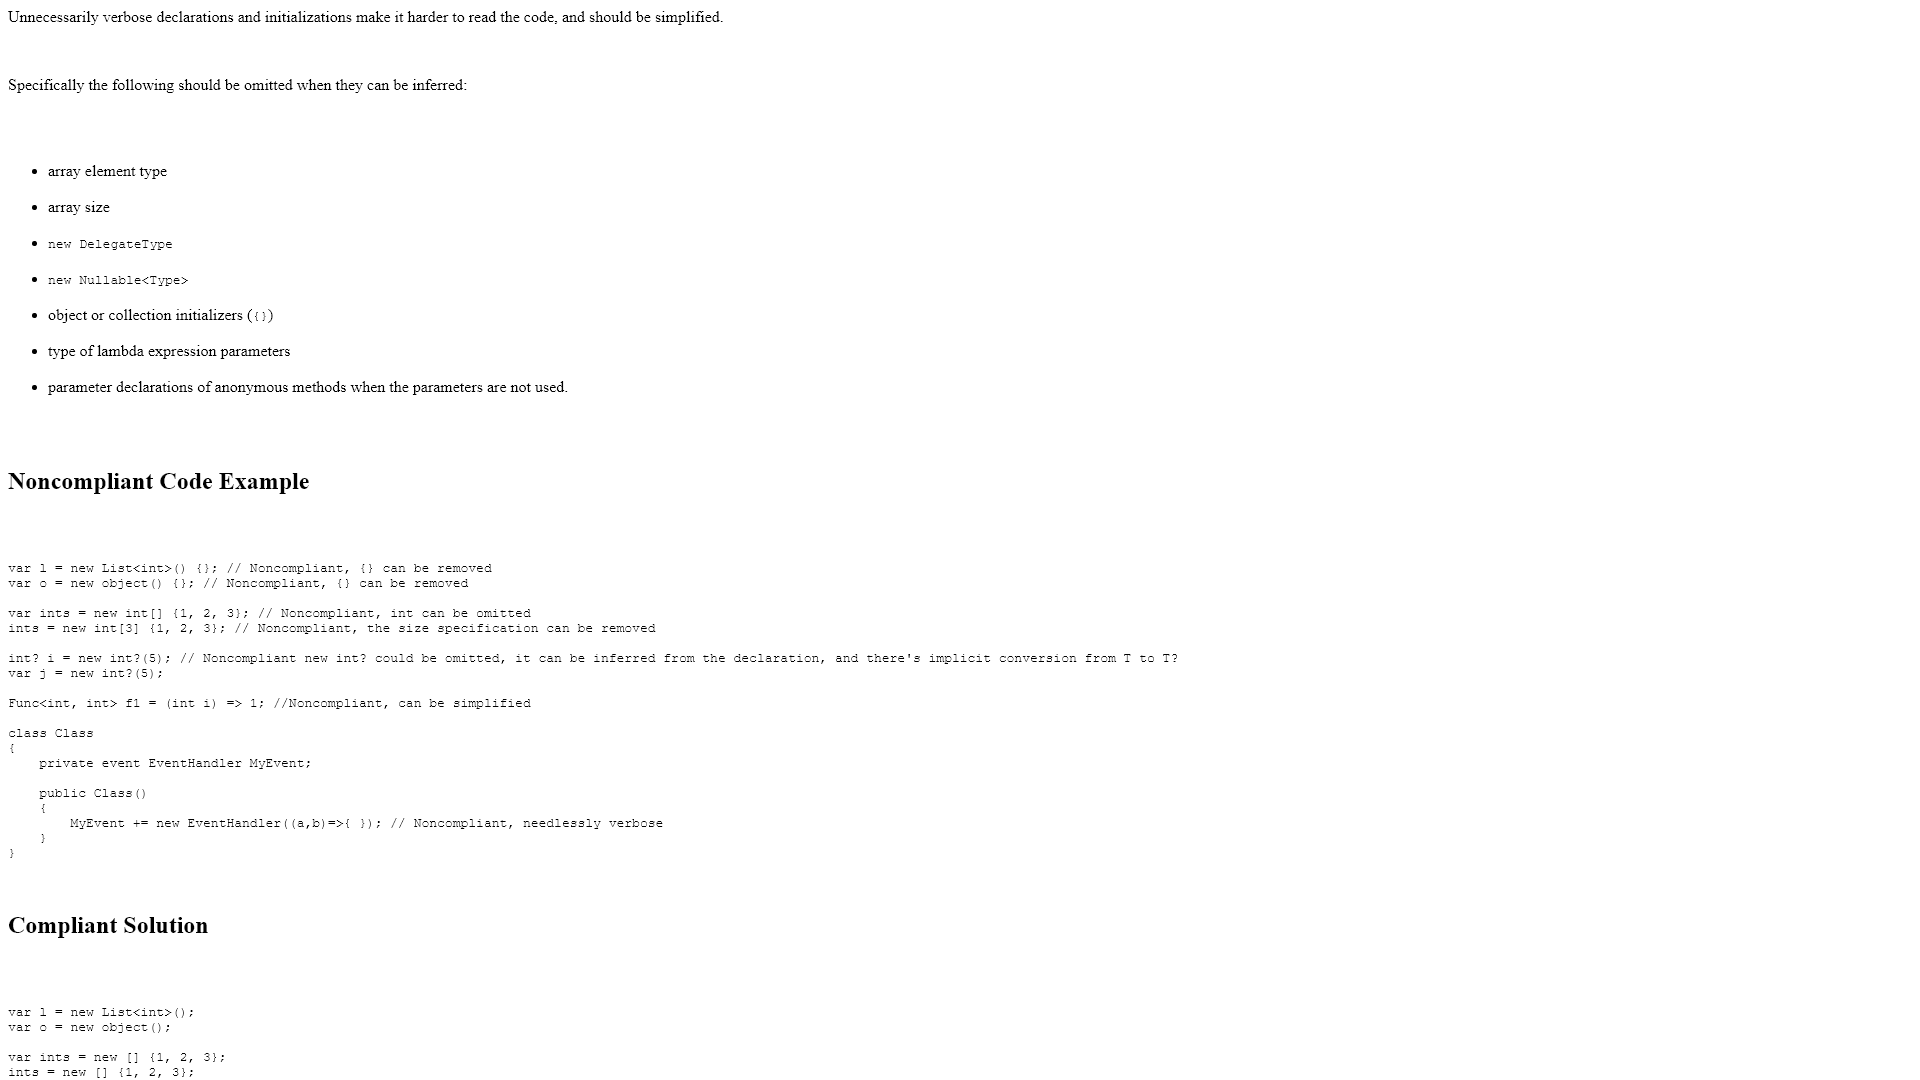 Unnecessarily verbose declarations and initializations make it harder to read the code, and should be simplified.
Specifically the following should be omitted when they can be inferred:
• array element type
• array size
• new DelegateType
• new Nullable<Type>
• object or collection initializers ({})
• type of lambda expression parameters
• parameter declarations of anonymous methods when the parameters are not used.
Noncompliant Code Example
var l = new List<int>() {}; // Noncompliant, {} can be removed
var o = new object() {}; // Noncompliant, {} can be removed
var ints = new int[] {1, 2, 3}; // Noncompliant, int can be omitted
ints = new int[3] {1, 2, 3}; // Noncompliant, the size specification can be removed
int? i = new int?(5); // Noncompliant new int? could be omitted, it can be inferred from the declaration, and there's implicit conversion from T to T?
var j = new int?(5);
Func<int, int> f1 = (int i) => 1; //Noncompliant, can be simplified
class Class
{
    private event EventHandler MyEvent;
    public Class()
    {
        MyEvent += new EventHandler((a,b)=>{ }); // Noncompliant, needlessly verbose
    }
}
Compliant Solution
var l = new List<int>();
var o = new object();
var ints = new [] {1, 2, 3};
ints = new [] {1, 2, 3};